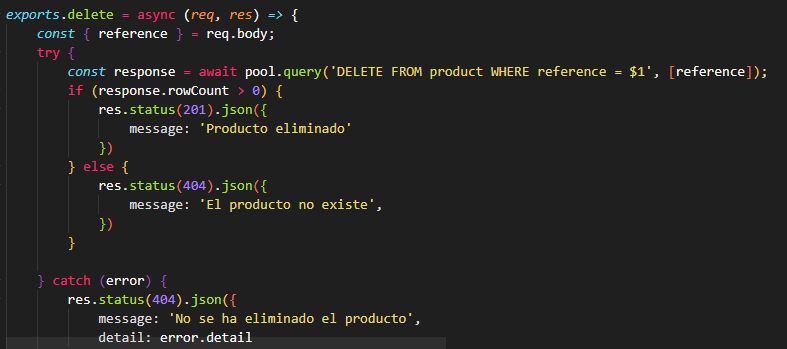 exports.delete = async (req, res) => {
    const { reference } = req.body;
    try {
        const response = await pool.query('DELETE FROM product WHERE reference = $1', [reference]);
        if (response.rowCount > 0) {
            res.status(201).json({
                message: 'Producto eliminado'
            })
        } else {
            res.status(404).json({
                message: 'El producto no existe',
            })
        }

    } catch (error) {
        res.status(404).json({
            message: 'No se ha eliminado el producto',
            detail: error.detail